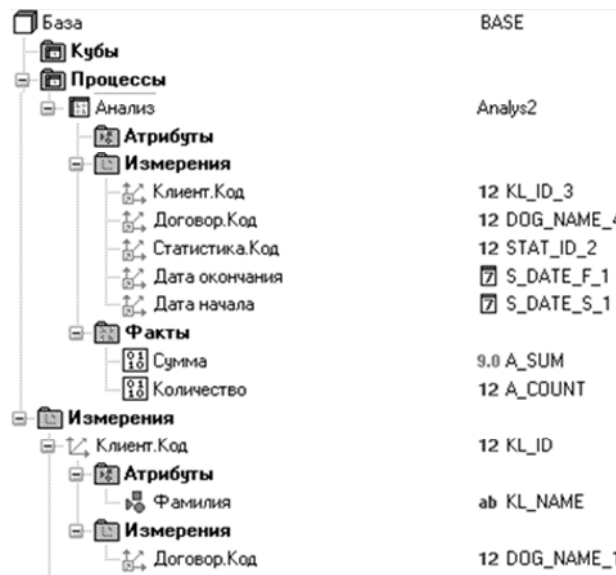 База BASE
Кубы
Процессы
Анализ Analys2
Атрибуты
Измерения
Клиент.Код 12 KL_ID_3
Договор.Код 12 DOG_NAME_4
Статистика.Код 12 STAT_ID_2
Дата окончания 7 S_DATE_F_1
Дата начала 7 S_DATE_S_1
Факты
Сумма 9.0 A_SUM
Количество 12 A_COUNT
Измерения
Клиент.Код 12 KL_ID
Атрибуты
Фамилия ab KL_NAME
Измерения
Договор.Код 12 DOG_NAME_1